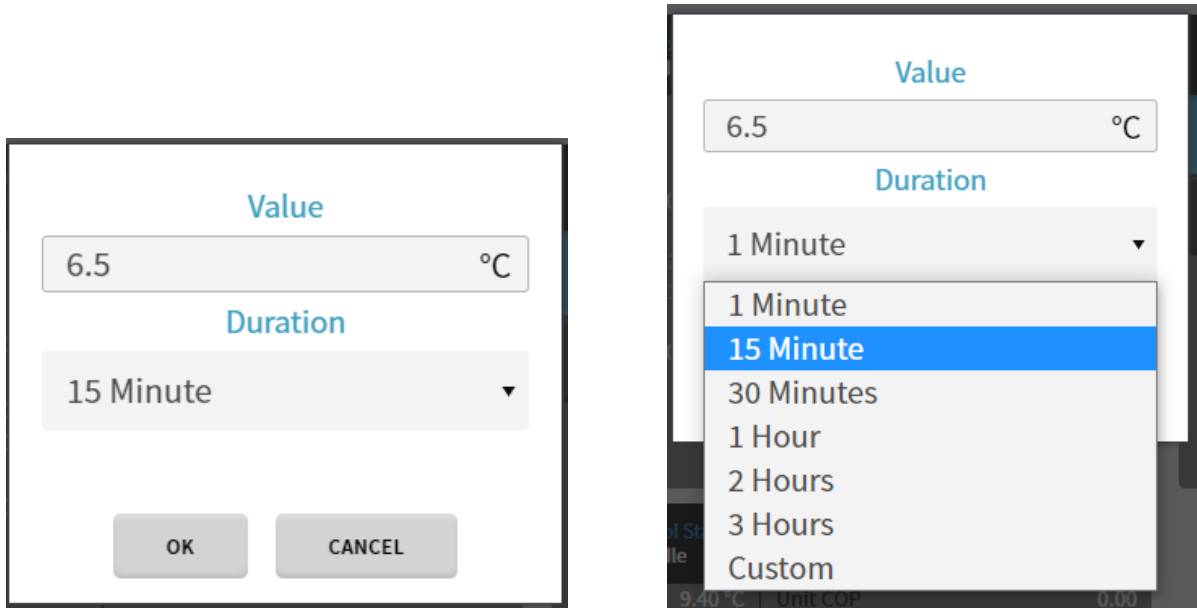 Value
6.5 °C
Duration
15 Minute
OK CANCEL
Value
6.5 °C
Duration
1 Minute
1 Minute
15 Minute
30 Minutes
1 Hour
2 Hours
3 Hours
Custom
9.40 °C Unit COP 0.00